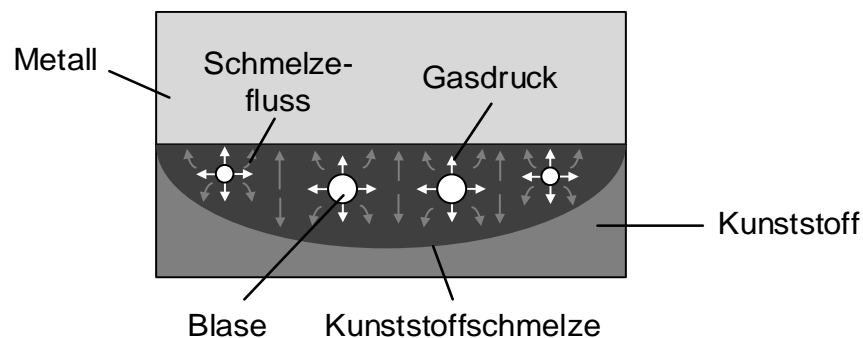 Metall
Schmelze-
fluss
Gasdruck
Kunststoff
Blase
Kunststoffschmelze